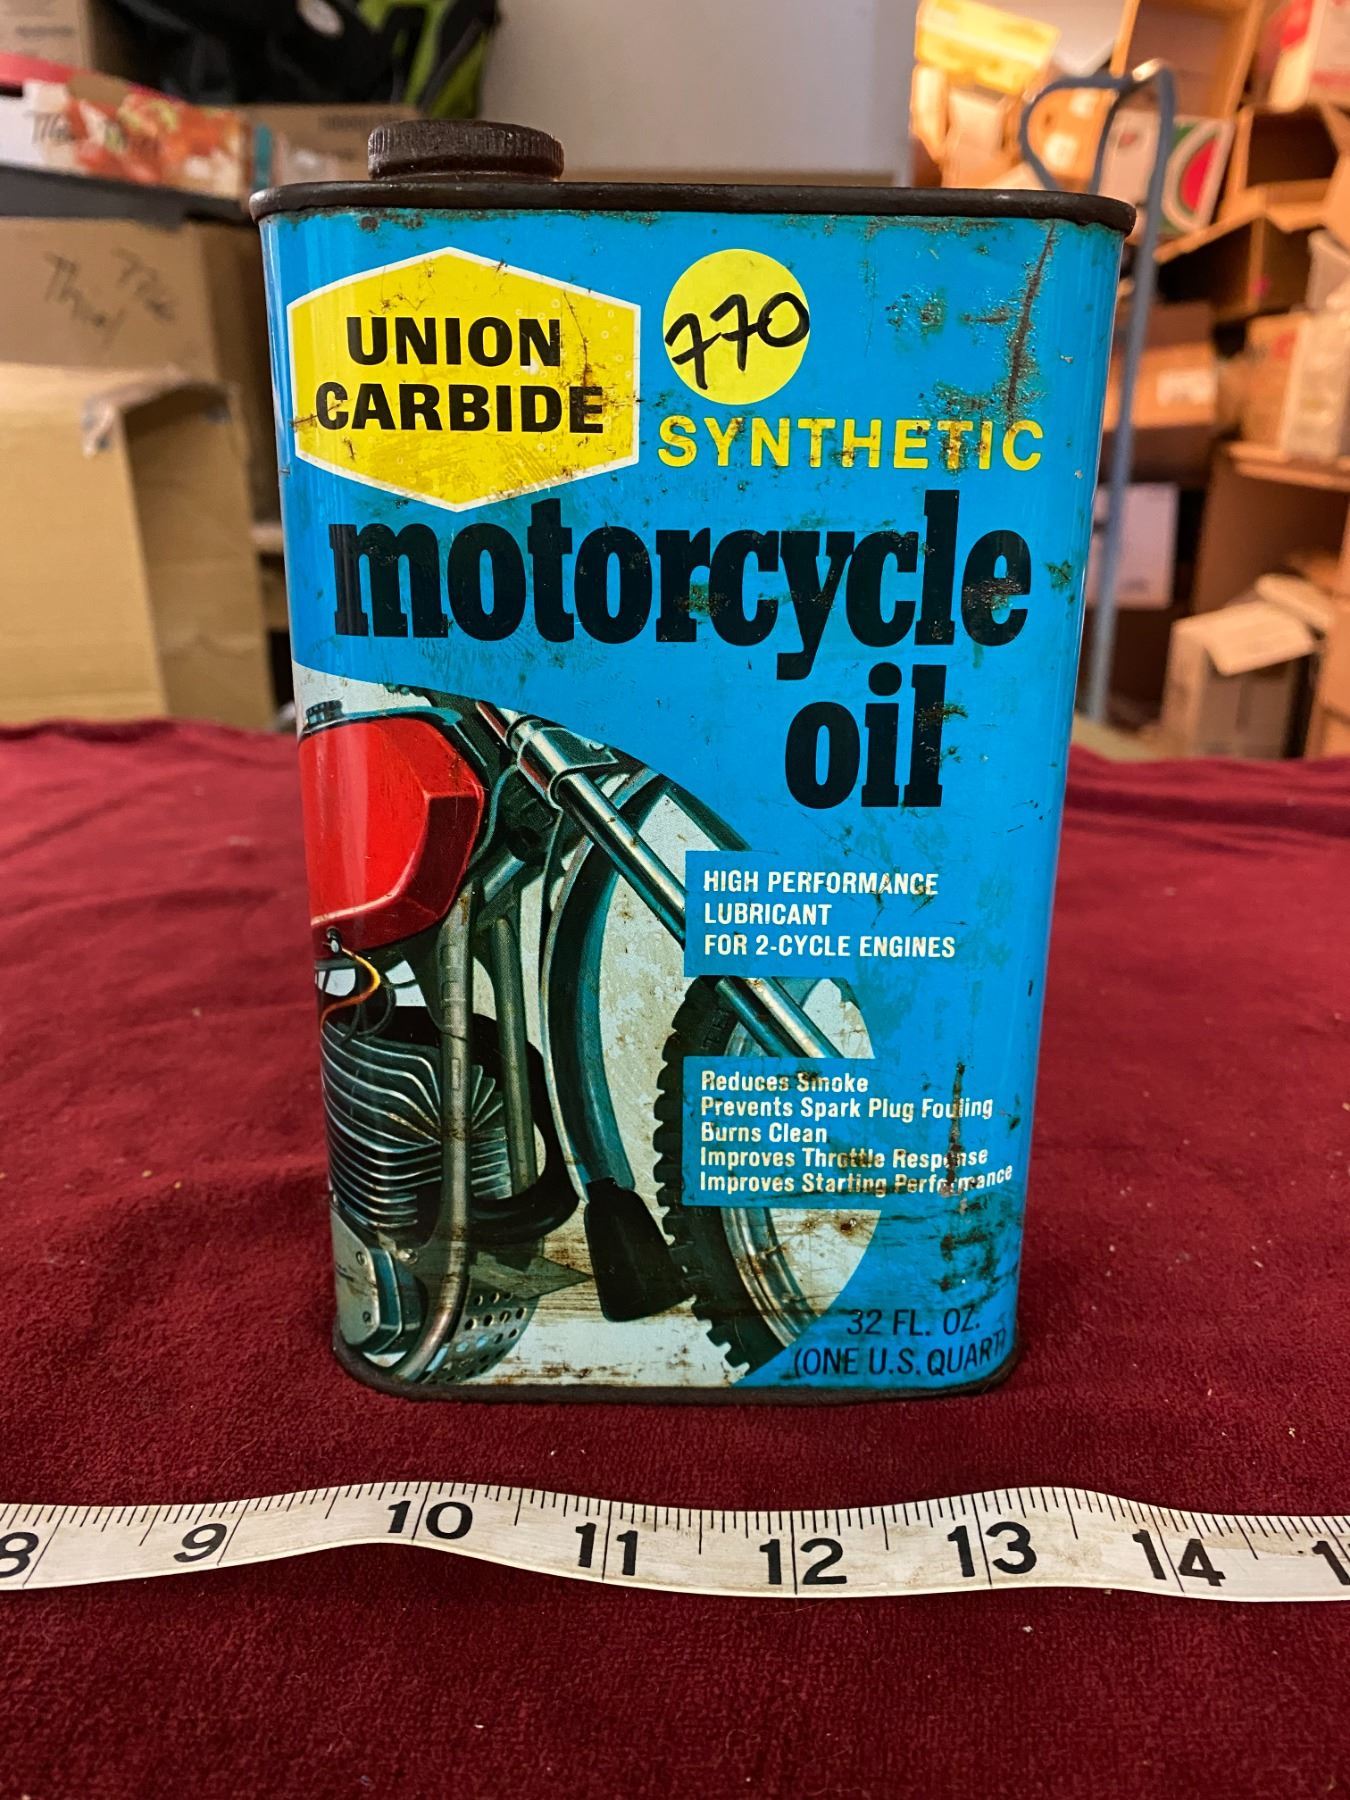 UNION
CARBIDE
770
SYNTHETIC
motorcycle
oil
HIGH PERFORMANCE
LUBRICANT
FOR 2-CYCLE ENGINES
Reduces Smoke
Prevents Spark Plug Fouling
Burns Clean
Improves Throttle Response
Improves Starting Performance
32 FL. OZ.
(ONE U.S. QUART)
8 9 10 11 12 13 14